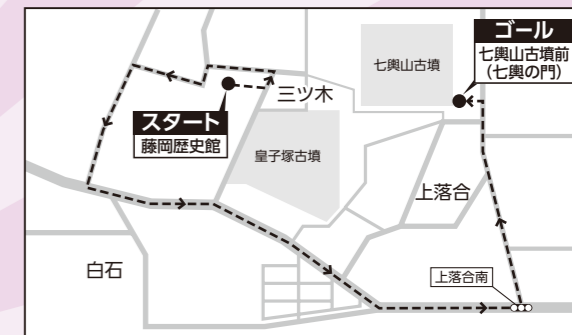 ゴール
七輿山古墳前
(七輿の門)
七輿山古墳
スタート
藤岡歴史館
三ツ木
皇子塚古墳
上落合
白石
上落合南